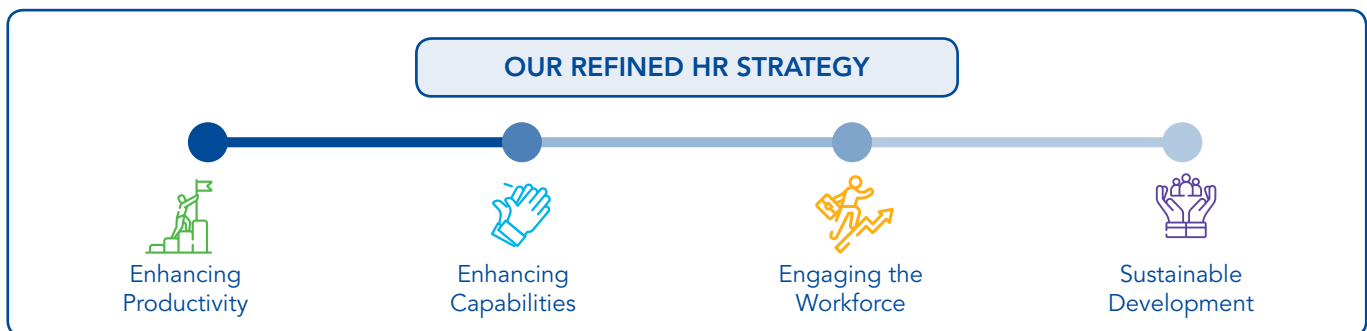 OUR REFINED HR STRATEGY
Enhancing
Productivity
Enhancing
Capabilities
Engaging the
Workforce
Sustainable
Development